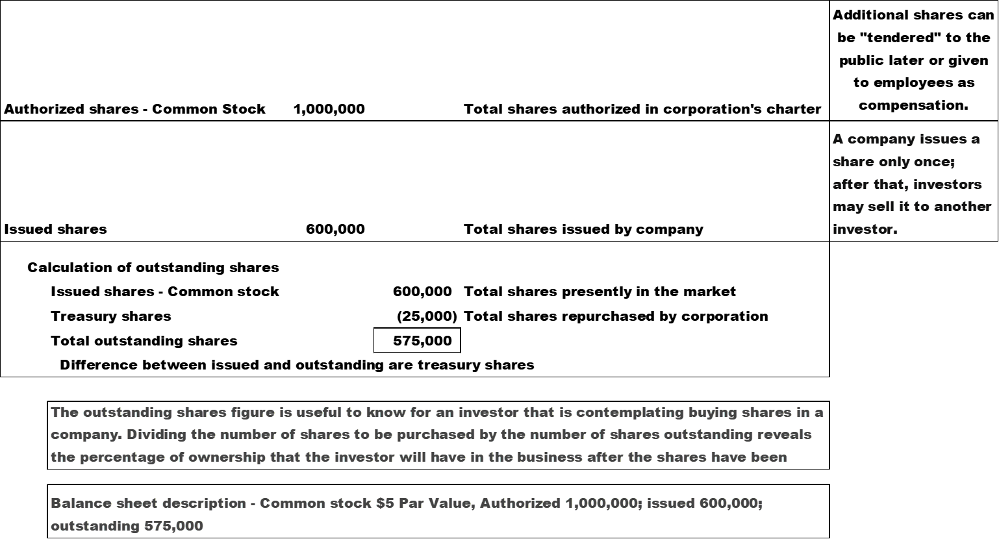 Additional shares can
be "tendered" to the
public later or given
to employees as
compensation.
Authorized shares - Common Stock 1,000,000 Total shares authorized in corporation's charter
A company issues a
share only once;
after that, investors
may sell it to another
investor.
Issued shares 600,000 Total shares issued by company
Calculation of outstanding shares
Issued shares - Common stock 600,000 Total shares presently in the market
Treasury shares (25,000) Total shares repurchased by corporation
Total outstanding shares 575,000
Difference between issued and outstanding are treasury shares
The outstanding shares figure is useful to know for an investor that is contemplating buying shares in a
company. Dividing the number of shares to be purchased by the number of shares outstanding reveals
the percentage of ownership that the investor will have in the business after the shares have been
Balance sheet description - Common stock $5 Par Value, Authorized 1,000,000; issued 600,000;
outstanding 575,000